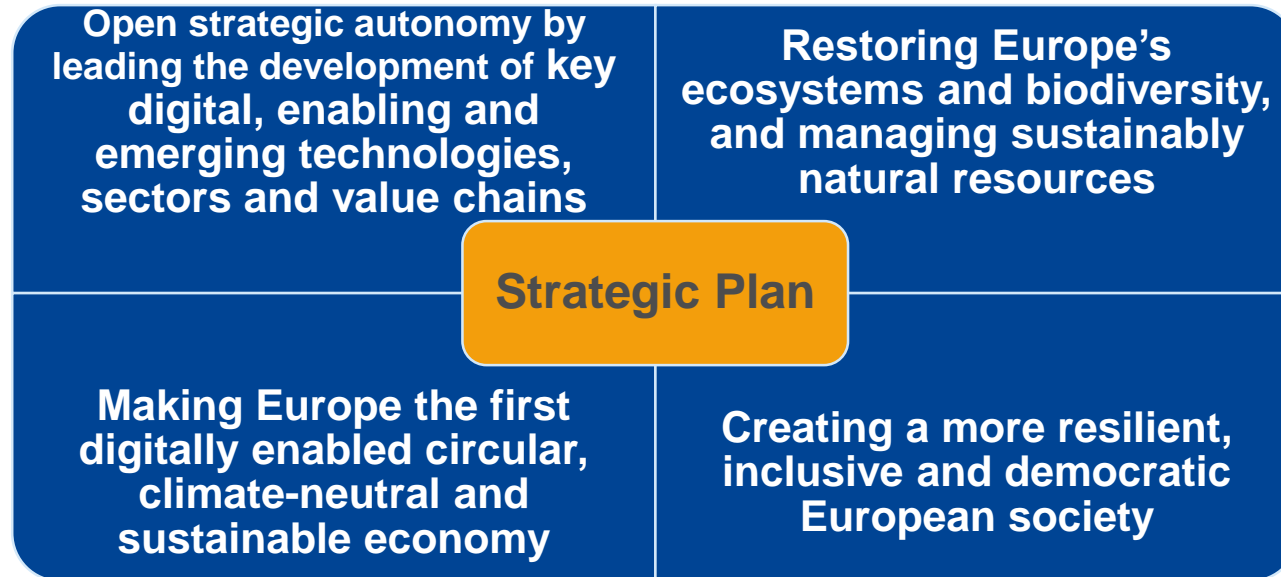 Open strategic autonomy by
leading the development of key
digital, enabling and
emerging technologies,
sectors and value chains
Restoring Europe’s
ecosystems and biodiversity,
and managing sustainably
natural resources
Strategic Plan
Making Europe the first
digitally enabled circular,
climate-neutral and
sustainable economy
Creating a more resilient,
inclusive and democratic
European society